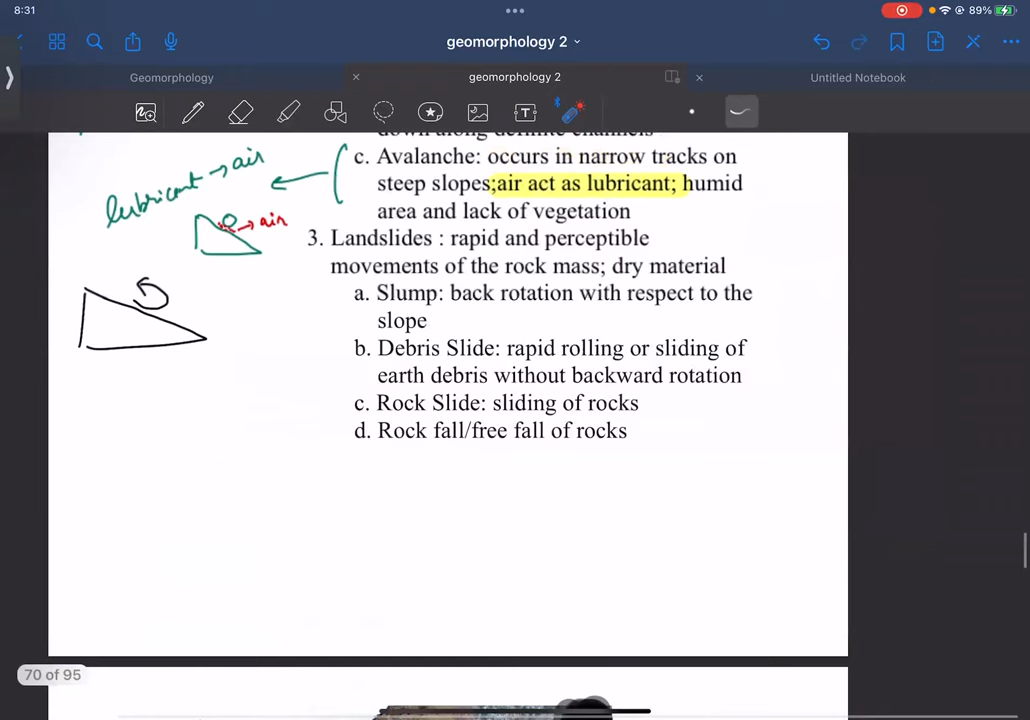 8:31
89%
geomorphology 2
Geomorphology
geomorphology 2
Untitled Notebook
down along definite channels
c. Avalanche: occurs in narrow tracks on
steep slopes;air act as lubricant; humid
area and lack of vegetation
lubricant → air
→ air
3. Landslides : rapid and perceptible
movements of the rock mass; dry material
a. Slump: back rotation with respect to the
slope
b. Debris Slide: rapid rolling or sliding of
earth debris without backward rotation
c. Rock Slide: sliding of rocks
d. Rock fall/free fall of rocks
70 of 95